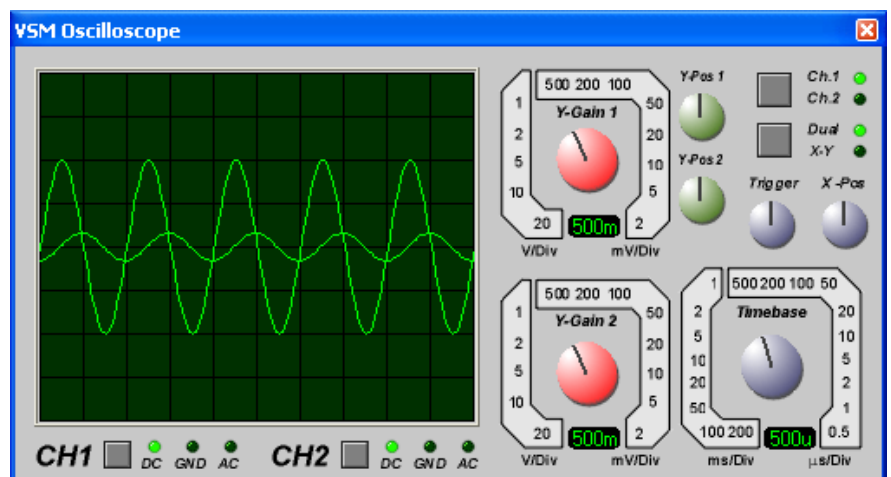 VSM Oscilloscope
500 200 100
1
2
5
10
20
50
20
10
5
2
Y-Gain 1
500m
V/Div
mV/Div
Y-Pos 1
Y-Pos 2
Ch.1
Ch.2
Dual
X-Y
Trigger
X -Pos
500 200 100
1
2
5
10
20
50
20
10
5
2
Y-Gain 2
500m
V/Div
mV/Div
1
500 200 100 50
2
5
10
20
50
100 200
20
10
5
2
1
0.5
Timebase
500u
ms/Div
µs/Div
CH1
DC
GND
AC
CH2
DC
GND
AC